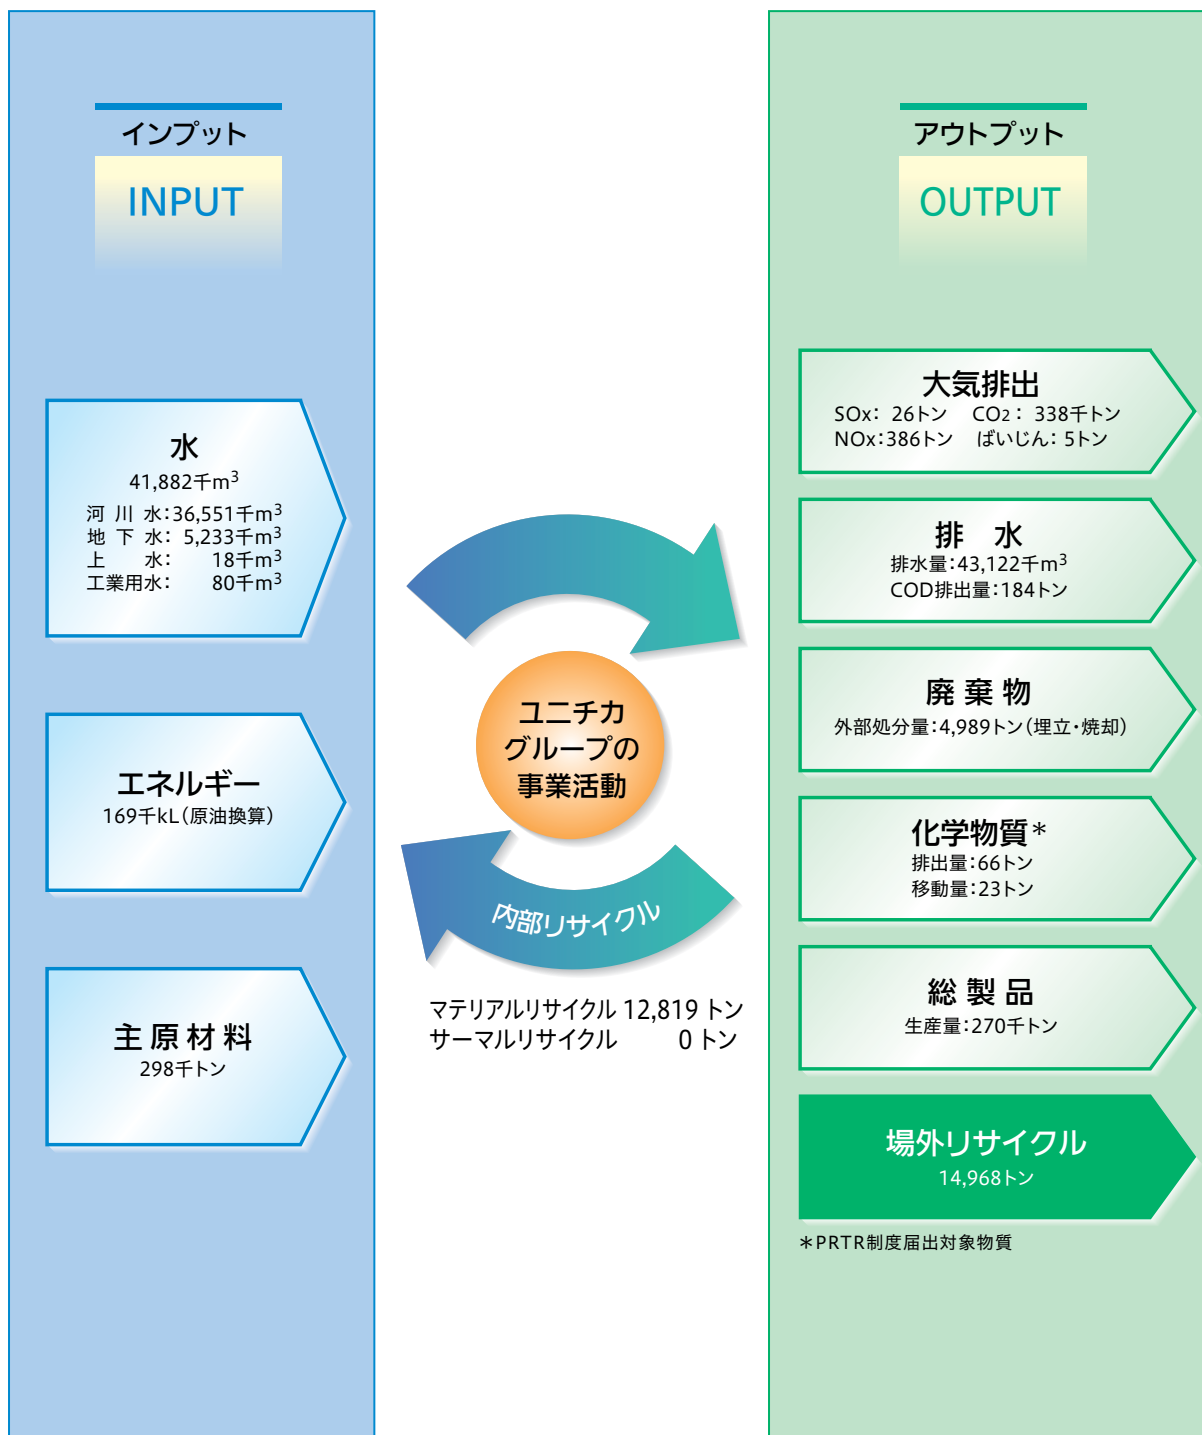 インプット
INPUT
水
41,882千m³
河川水：36,551千m³
地下水： 5,233千m³
上水： 18千m³
工業用水： 80千m³
エネルギー
169千kL（原油換算）
主原材料
298千トン
ユニチカ
グループの
事業活動
内部リサイクル
マテリアルリサイクル 12,819 トン
サーマルリサイクル 0 トン
アウトプット
OUTPUT
大気排出
SOx： 26トン CO2： 338千トン
NOx：386トン ばいじん： 5トン
排水
排水量：43,122千m³
COD排出量：184トン
廃棄物
外部処分量：4,989トン（埋立・焼却）
化学物質＊
排出量：66トン
移動量：23トン
総製品
生産量：270千トン
場外リサイクル
14,968トン
＊PRTR制度届出対象物質